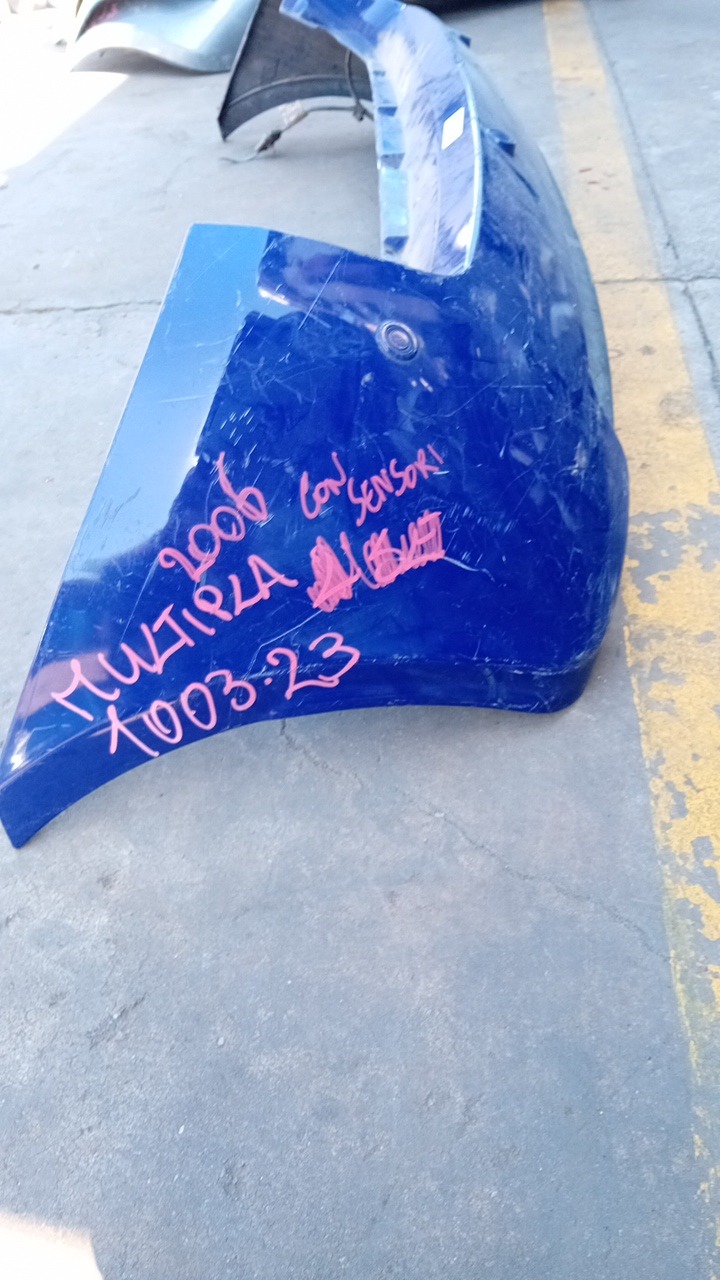 2006
CON
SENSORI
MULTIPLA
1003.23